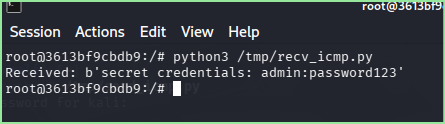 root@3613bf9cbdb9: /
Session Actions Edit View Help
root@3613bf9cbdb9:/# python3 /tmp/recv_icmp.py
Received: b'secret credentials: admin:password123'
root@3613bf9cbdb9:/#